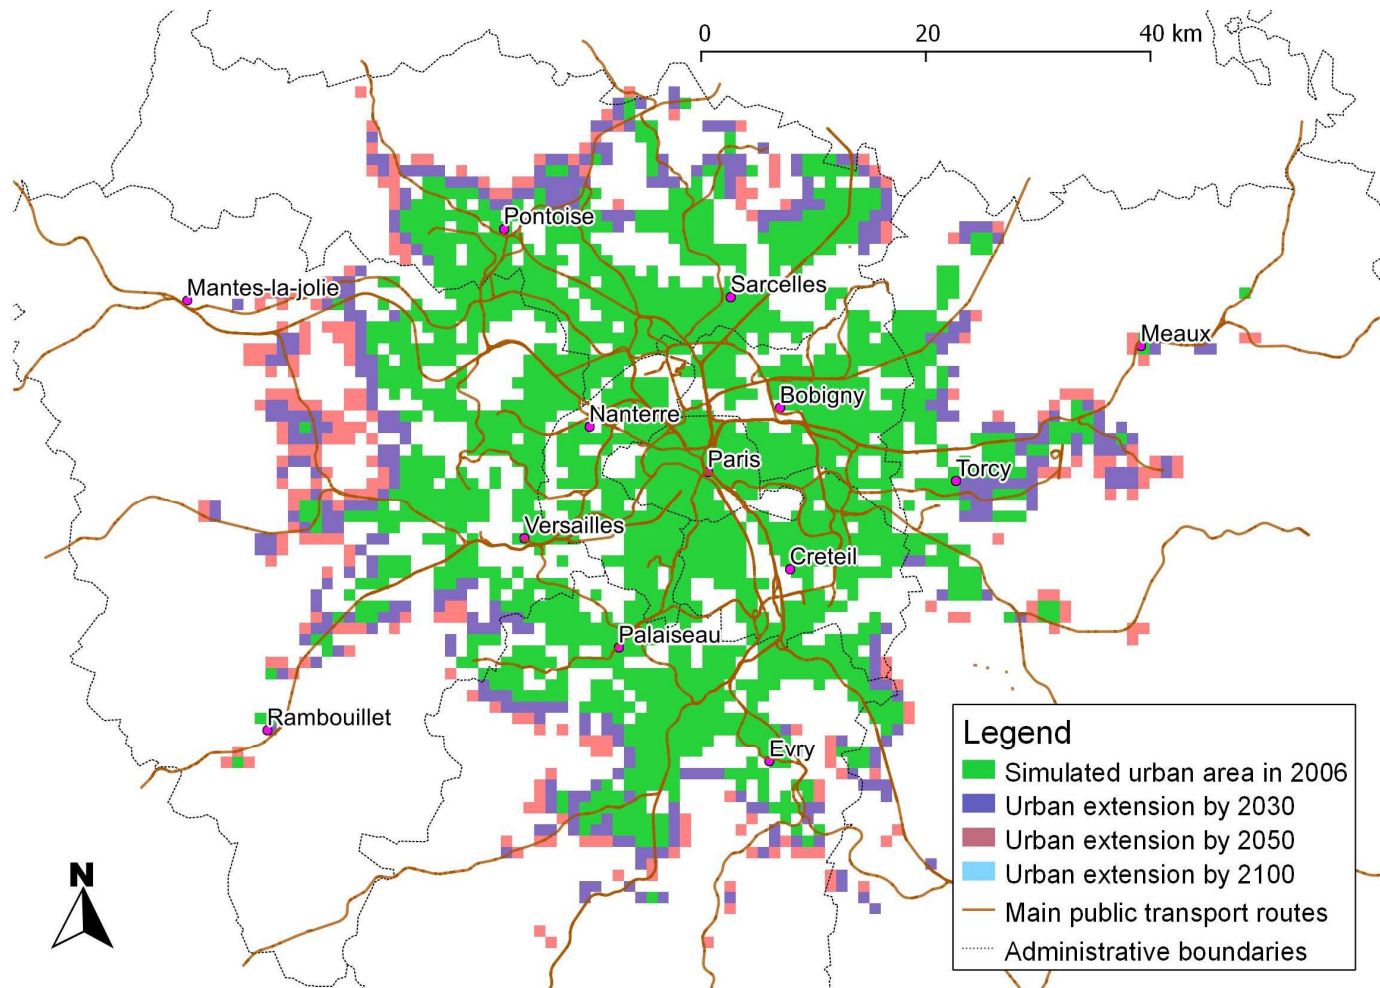 0 20 40 km
Pontoise
Mantes-la-jolie
Sarcelles
Meaux
Bobigny
Nanterre
Paris
Torcy
Versailles
Creteil
Palaiseau
Rambouillet
Evry
Legend
Simulated urban area in 2006
Urban extension by 2030
Urban extension by 2050
Urban extension by 2100
Main public transport routes
Administrative boundaries
N